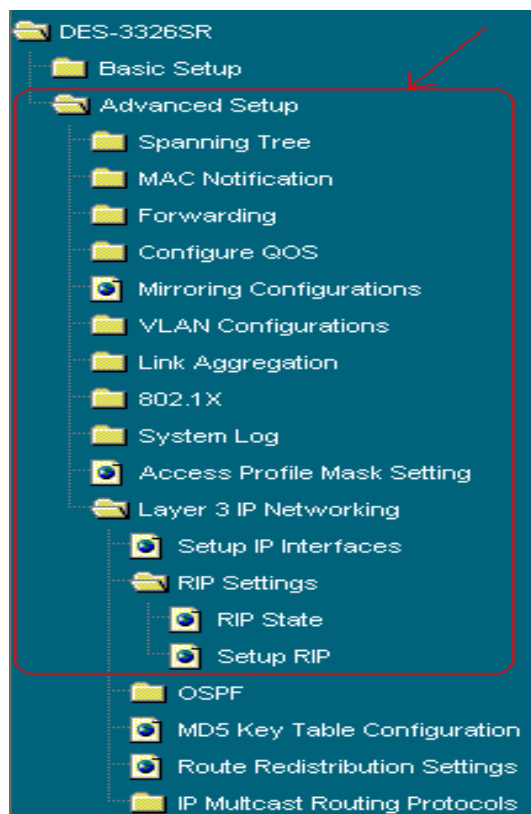 DES-3326SR
Basic Setup
Advanced Setup
Spanning Tree
MAC Notification
Forwarding
Configure QOS
Mirroring Configurations
VLAN Configurations
Link Aggregation
802.1X
System Log
Access Profile Mask Setting
Layer 3 IP Networking
Setup IP Interfaces
RIP Settings
RIP State
Setup RIP
OSPF
MD5 Key Table Configuration
Route Redistribution Settings
IP Multcast Routing Protocols